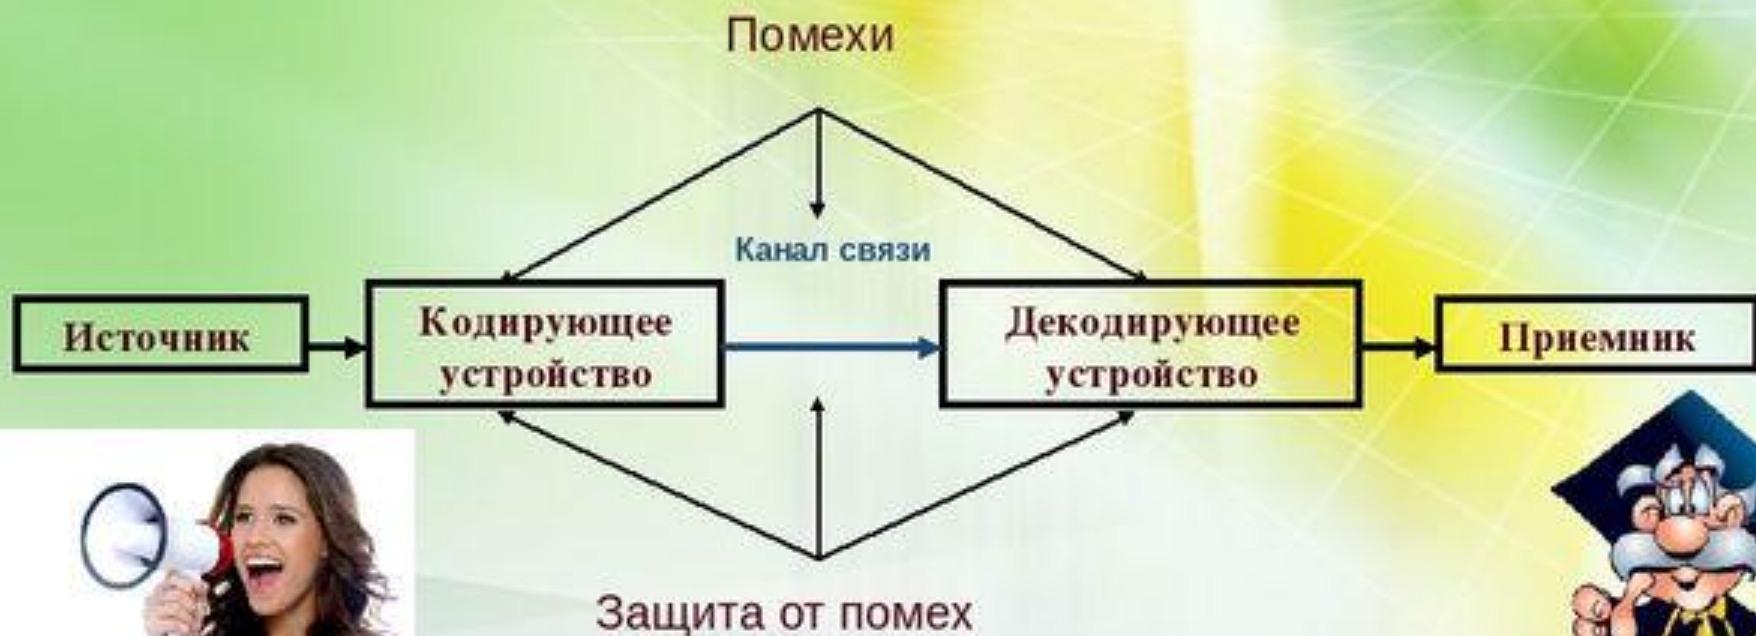 Помехи
Канал связи
Источник
Кодирующее
устройство
Декодирующее
устройство
Приемник
Защита от помех